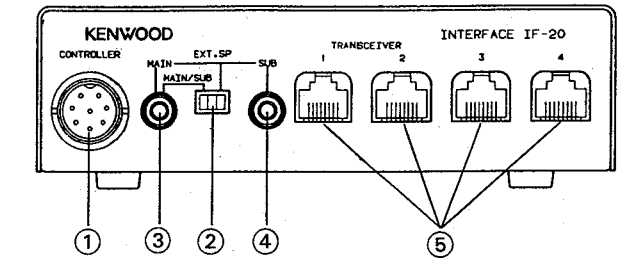 KENWOOD
INTERFACE IF-20
CONTROLLER
EXT.SP
TRANSCEIVER
MAIN
SUB
1 2 3 4
MAIN/SUB
① ③ ② ④ ⑤